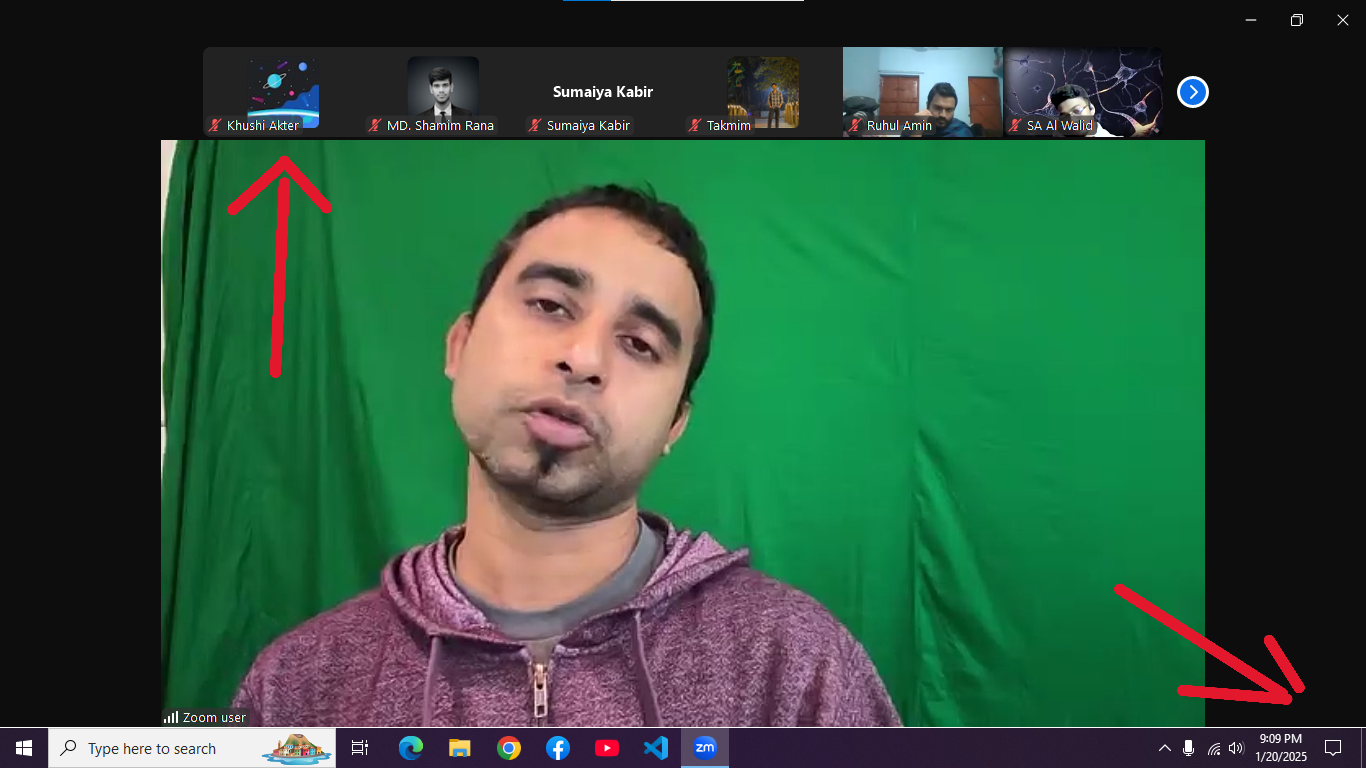 Sumaiya Kabir
Khushi Akter
MD. Shamim Rana
Sumaiya Kabir
Takmim
Ruhul Amin
SA Al Walid
Zoom user
Type here to search
zm
9:09 PM
1/20/2025